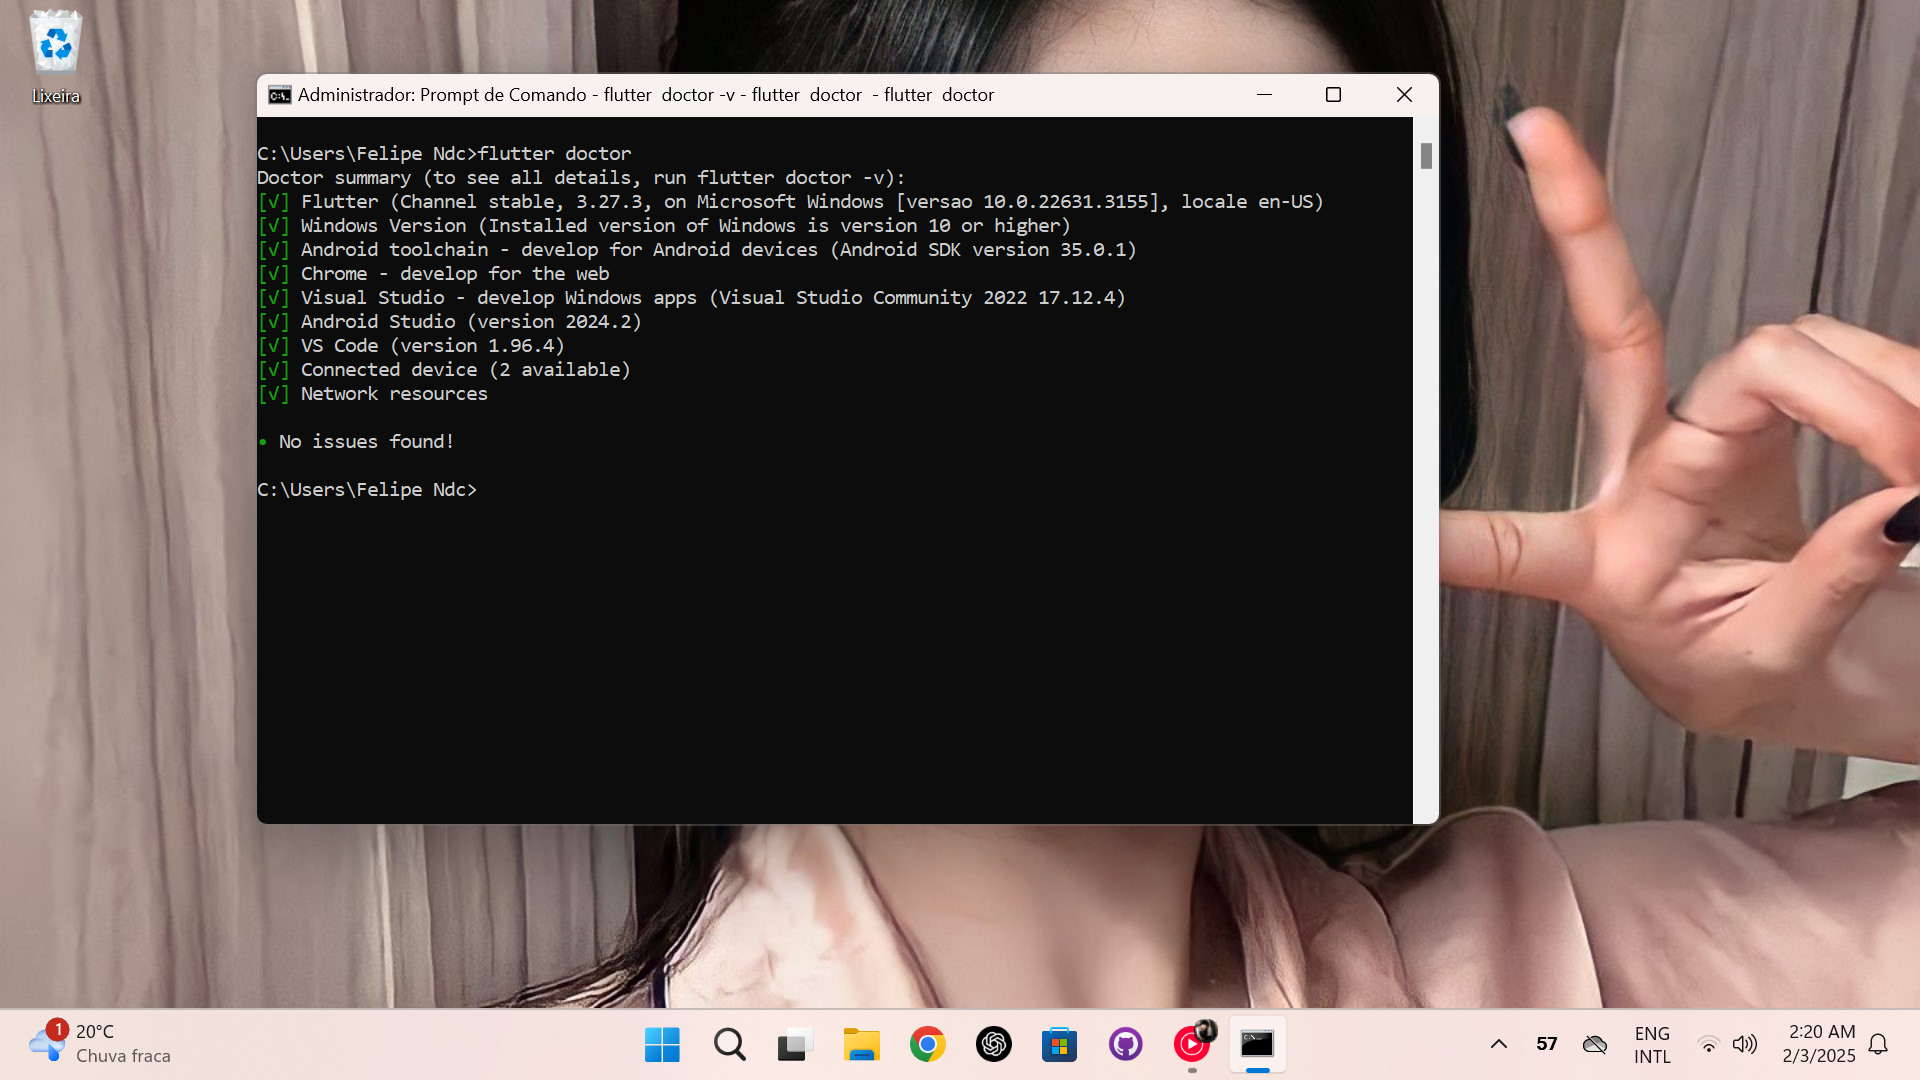 Lixeira
Administrador: Prompt de Comando - flutter  doctor -v - flutter  doctor  - flutter  doctor
C:\Users\Felipe Ndc>flutter doctor
Doctor summary (to see all details, run flutter doctor -v):
[√] Flutter (Channel stable, 3.27.3, on Microsoft Windows [versao 10.0.22631.3155], locale en-US)
[√] Windows Version (Installed version of Windows is version 10 or higher)
[√] Android toolchain - develop for Android devices (Android SDK version 35.0.1)
[√] Chrome - develop for the web
[√] Visual Studio - develop Windows apps (Visual Studio Community 2022 17.12.4)
[√] Android Studio (version 2024.2)
[√] VS Code (version 1.96.4)
[√] Connected device (2 available)
[√] Network resources
• No issues found!
C:\Users\Felipe Ndc>
1
20°C
Chuva fraca
57
ENG
INTL
2:20 AM
2/3/2025